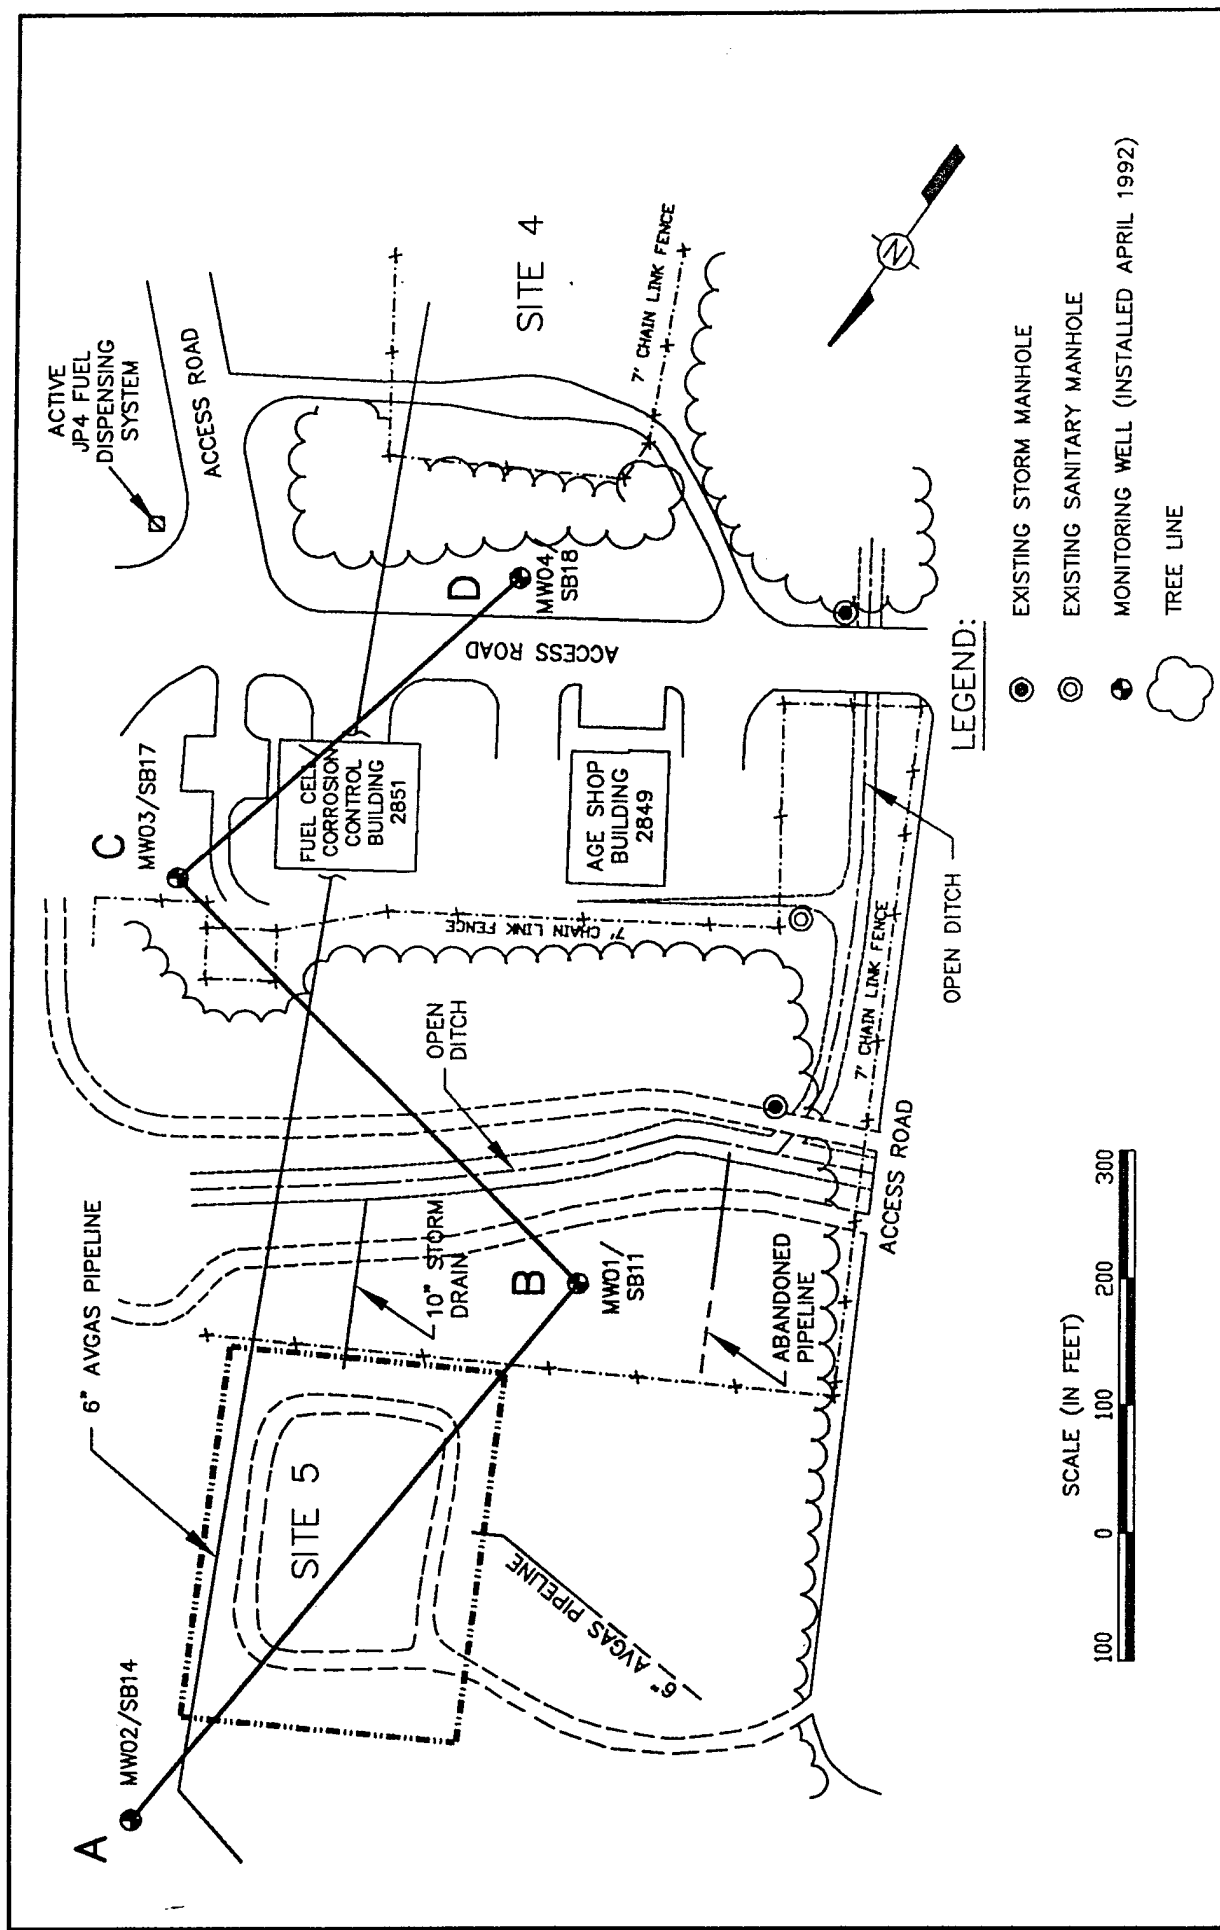 A
MW02/SB14
6" AVGAS PIPELINE
SITE 5
6" AVGAS PIPELINE
10" STORM
DRAIN
B
MW01/
SB11
ABANDONED
PIPELINE
OPEN
DITCH
C
MW03/SB17
FUEL CELL/
CORROSION
CONTROL
BUILDING
2851
7' CHAIN LINK FENCE
AGE SHOP
BUILDING
2849
ACCESS ROAD
D
MW04/
SB18
ACTIVE
JP4 FUEL
DISPENSING
SYSTEM
ACCESS ROAD
SITE 4
7' CHAIN LINK FENCE
7' CHAIN LINK FENCE
ACCESS ROAD
OPEN DITCH
N
LEGEND:
EXISTING STORM MANHOLE
EXISTING SANITARY MANHOLE
MONITORING WELL (INSTALLED APRIL 1992)
TREE LINE
SCALE (IN FEET)
100 0 100 200 300